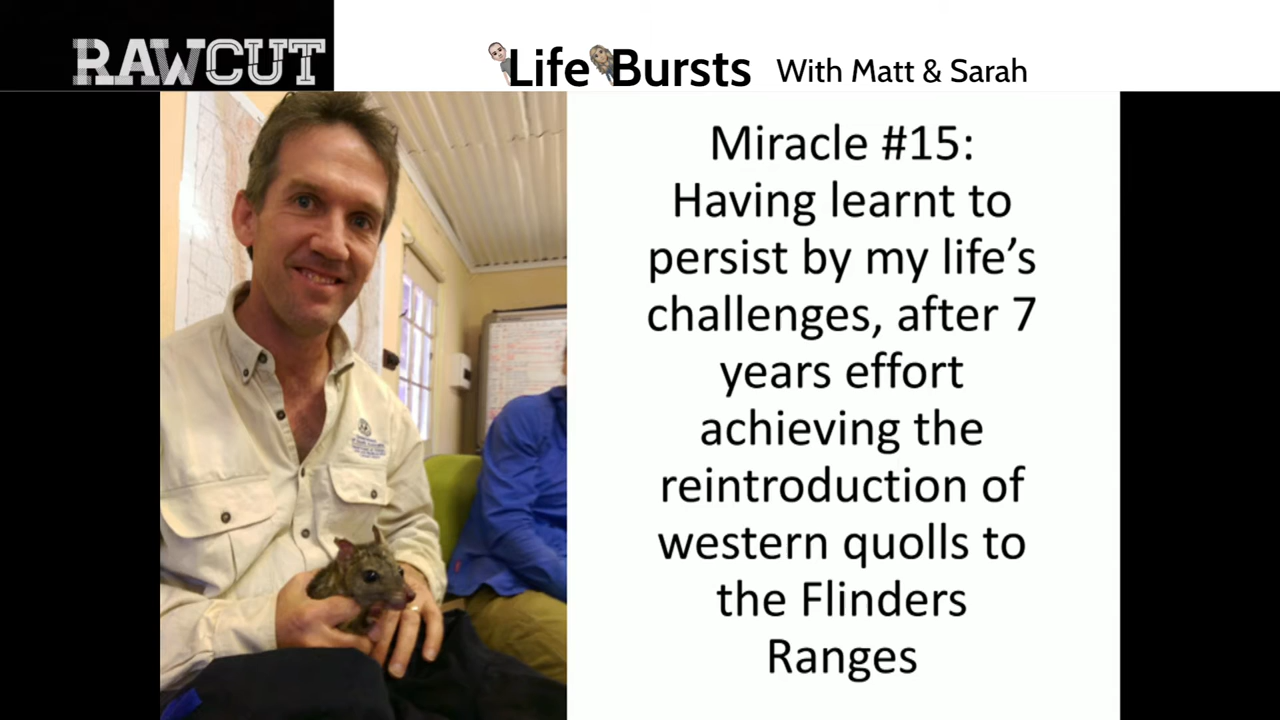 RAWCUT
Life Bursts With Matt & Sarah
Miracle #15:
Having learnt to
persist by my life's
challenges, after 7
years effort
achieving the
reintroduction of
western quolls to
the Flinders
Ranges